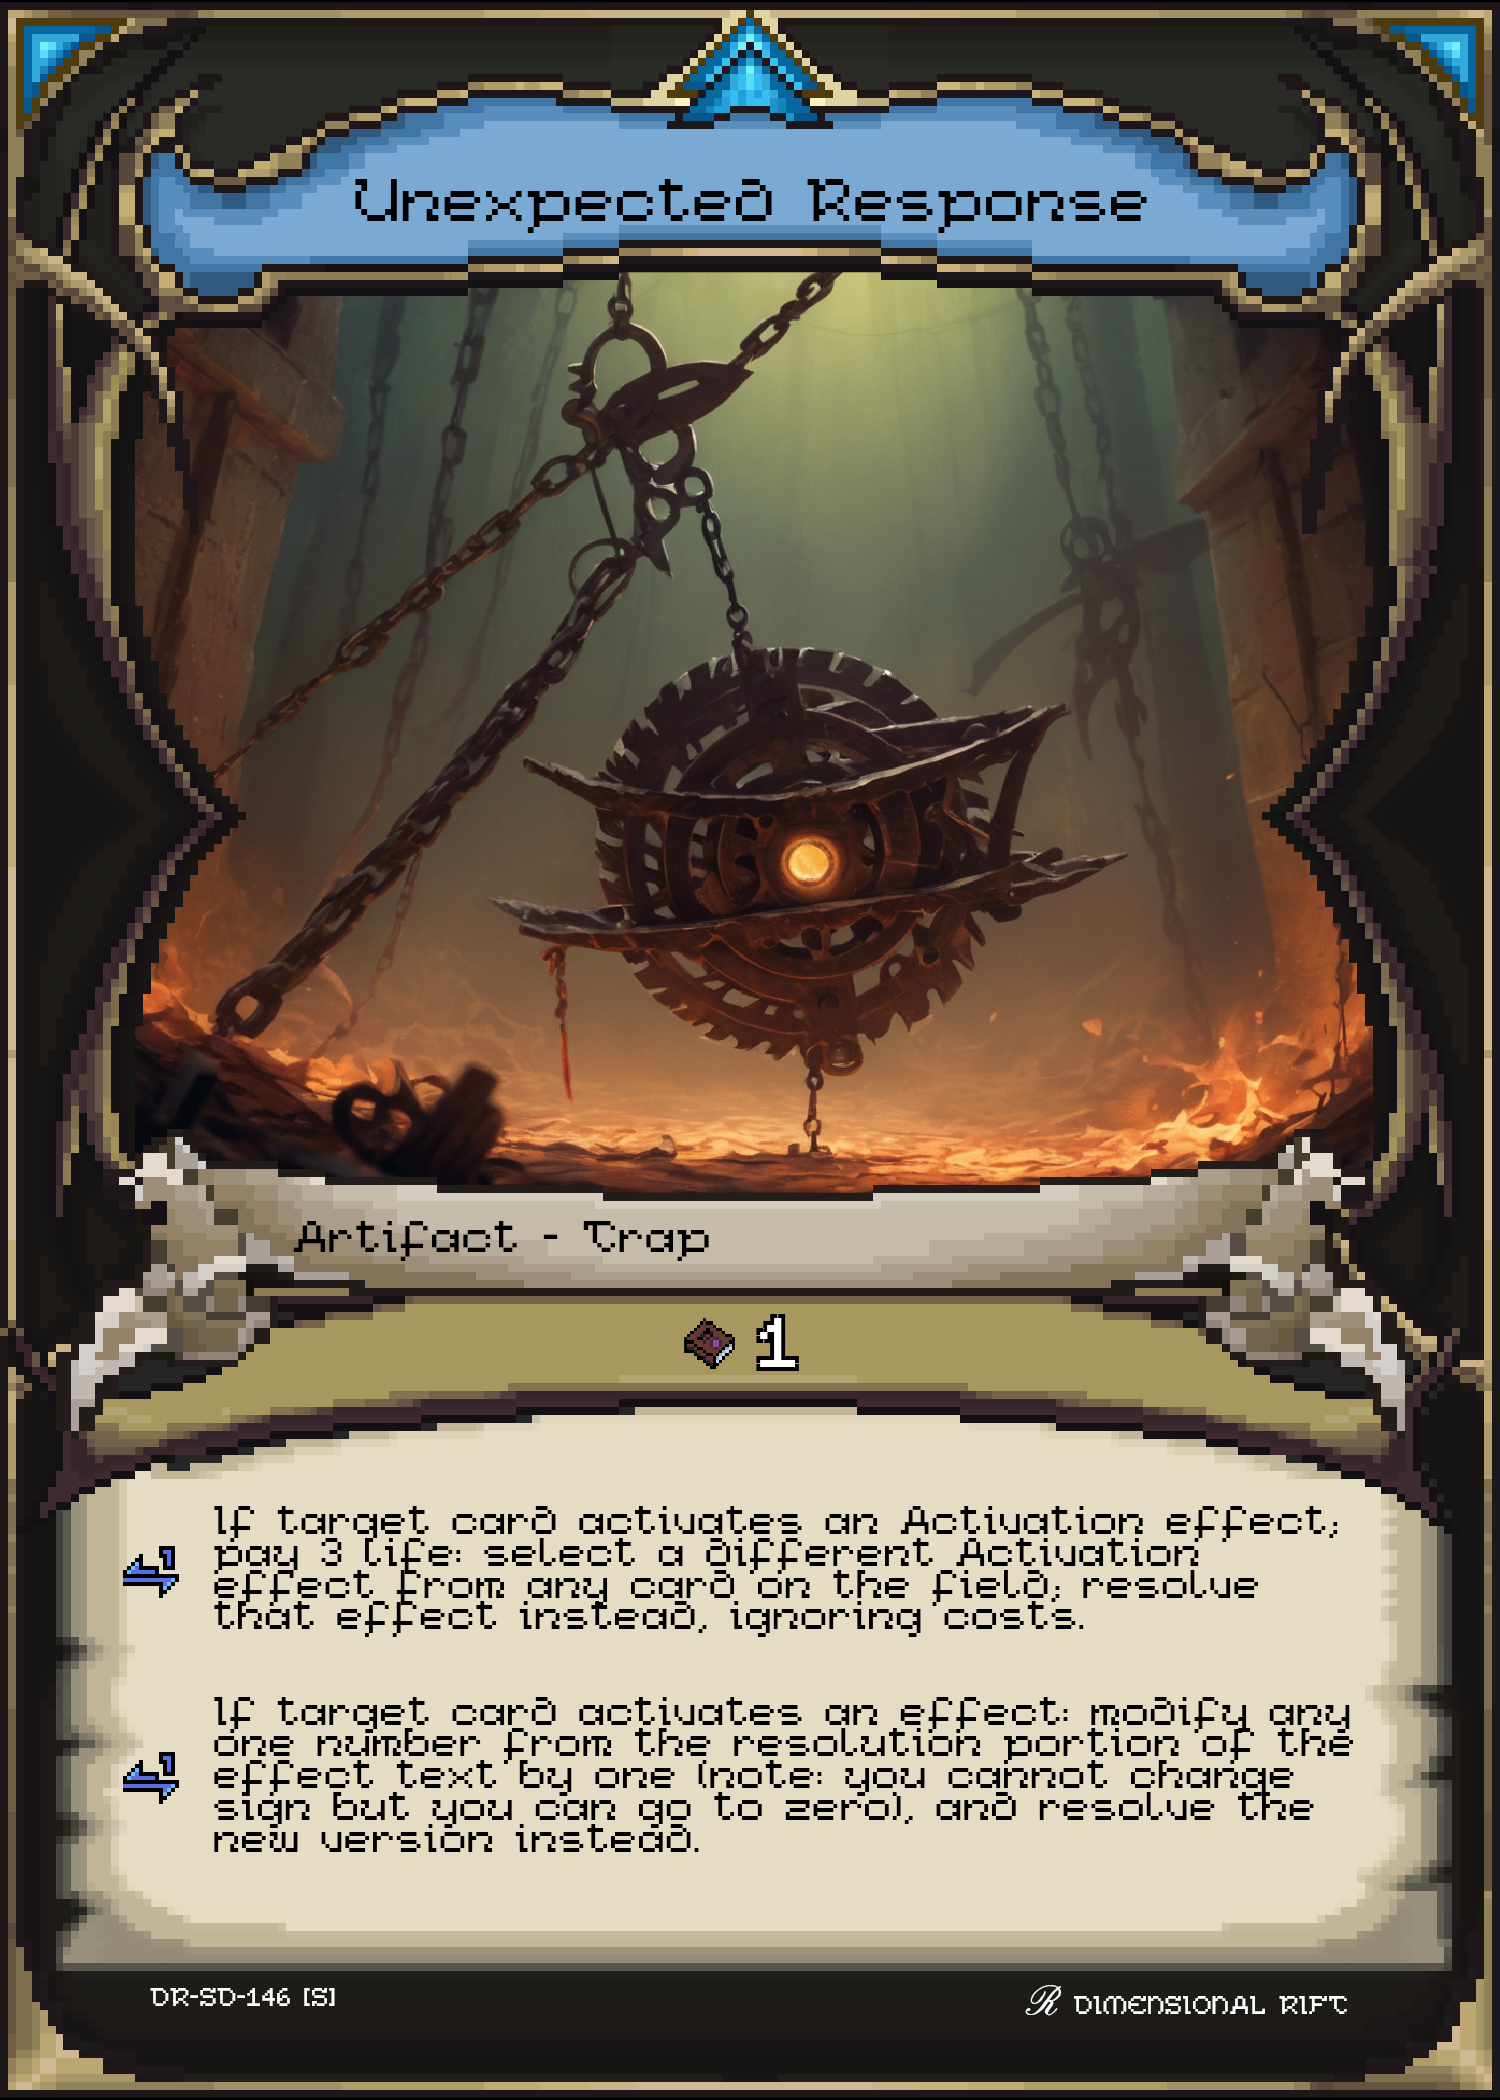 Unexpected Response
Artifact - Trap
1
If target card activates an Activation effect;
pay 3 life: select a different Activation
effect from any card on the field; resolve
that effect instead, ignoring costs.
If target card activates an effect: modify any
one number from the resolution portion of the
effect text by one (note: you cannot change
sign but you can go to zero), and resolve the
new version instead.
DR-SD-146 [S]
R DIMENSIONAL RIFT